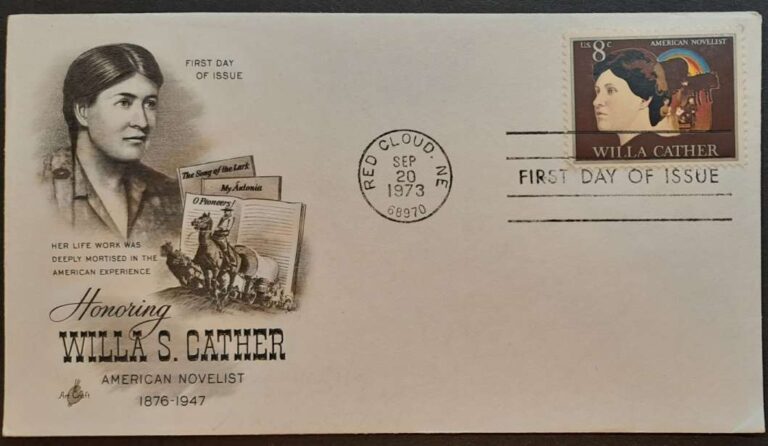 FIRST DAY
OF ISSUE
The Song of the Lark
My Ántonia
O Pioneers!
HER LIFE WORK WAS
DEEPLY MORTISED IN THE
AMERICAN EXPERIENCE
Honoring
WILLA S. CATHER
AMERICAN NOVELIST
1876-1947
Art Craft
RED CLOUD, NE
SEP
20
1973
68970
U.S. 8c
AMERICAN NOVELIST
WILLA CATHER
FIRST DAY OF ISSUE